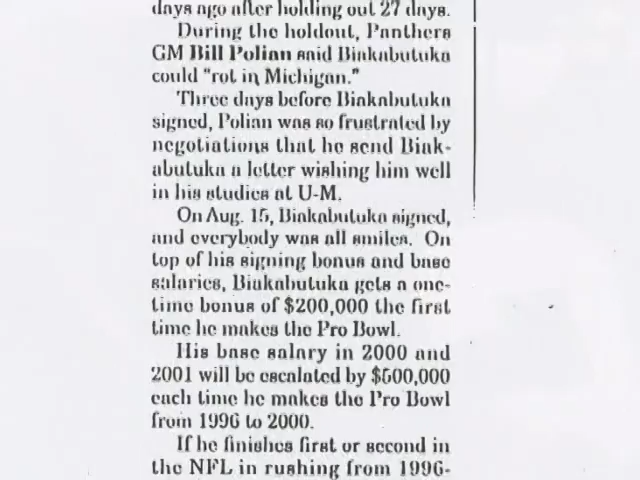 days ago after holding out 27 days.
During the holdout, Panthers
GM Bill Polian said Biakabutuka
could "rot in Michigan."
Three days before Biakabutuka
signed, Polian was so frustrated by
negotiations that he send Biak-
abutuka a letter wishing him well
in his studies at U-M.
On Aug. 15, Biakabutuka signed,
and everybody was all smiles. On
top of his signing bonus and base
salaries, Biakabutuka gets a one-
time bonus of $200,000 the first
time he makes the Pro Bowl.
His base salary in 2000 and
2001 will be escalated by $500,000
each time he makes the Pro Bowl
from 1996 to 2000.
If he finishes first or second in
the NFL in rushing from 1996-